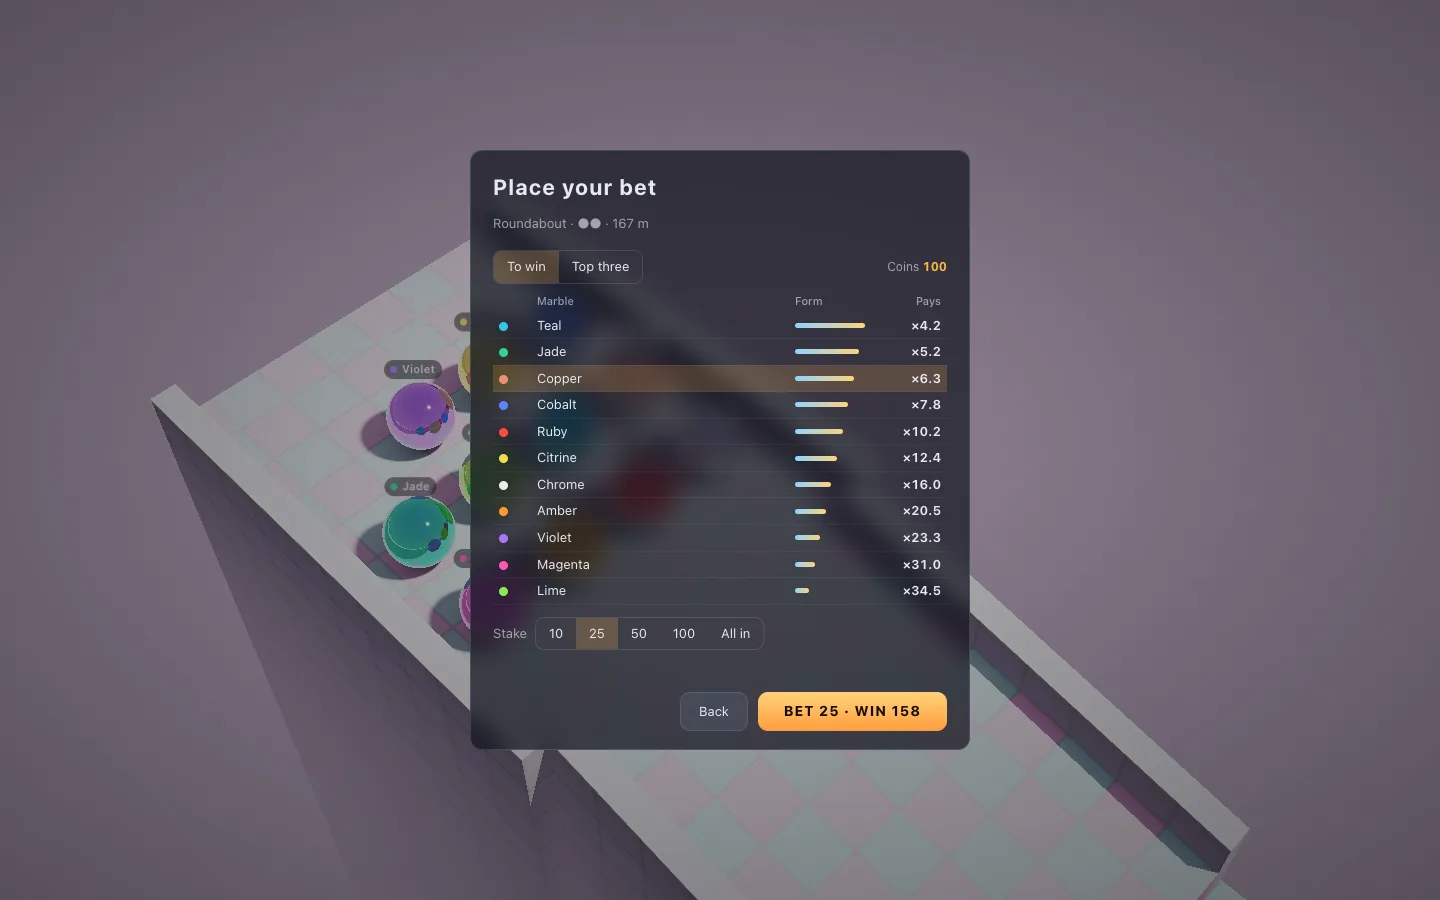 Place your bet
Roundabout · ●● · 167 m
To win Top three Coins 100
Marble Form Pays
Teal ×4.2
Jade ×5.2
Copper ×6.3
Cobalt ×7.8
Ruby ×10.2
Citrine ×12.4
Chrome ×16.0
Amber ×20.5
Violet ×23.3
Magenta ×31.0
Lime ×34.5
Stake 10 25 50 100 All in
Back BET 25 · WIN 158
Violet
Jade